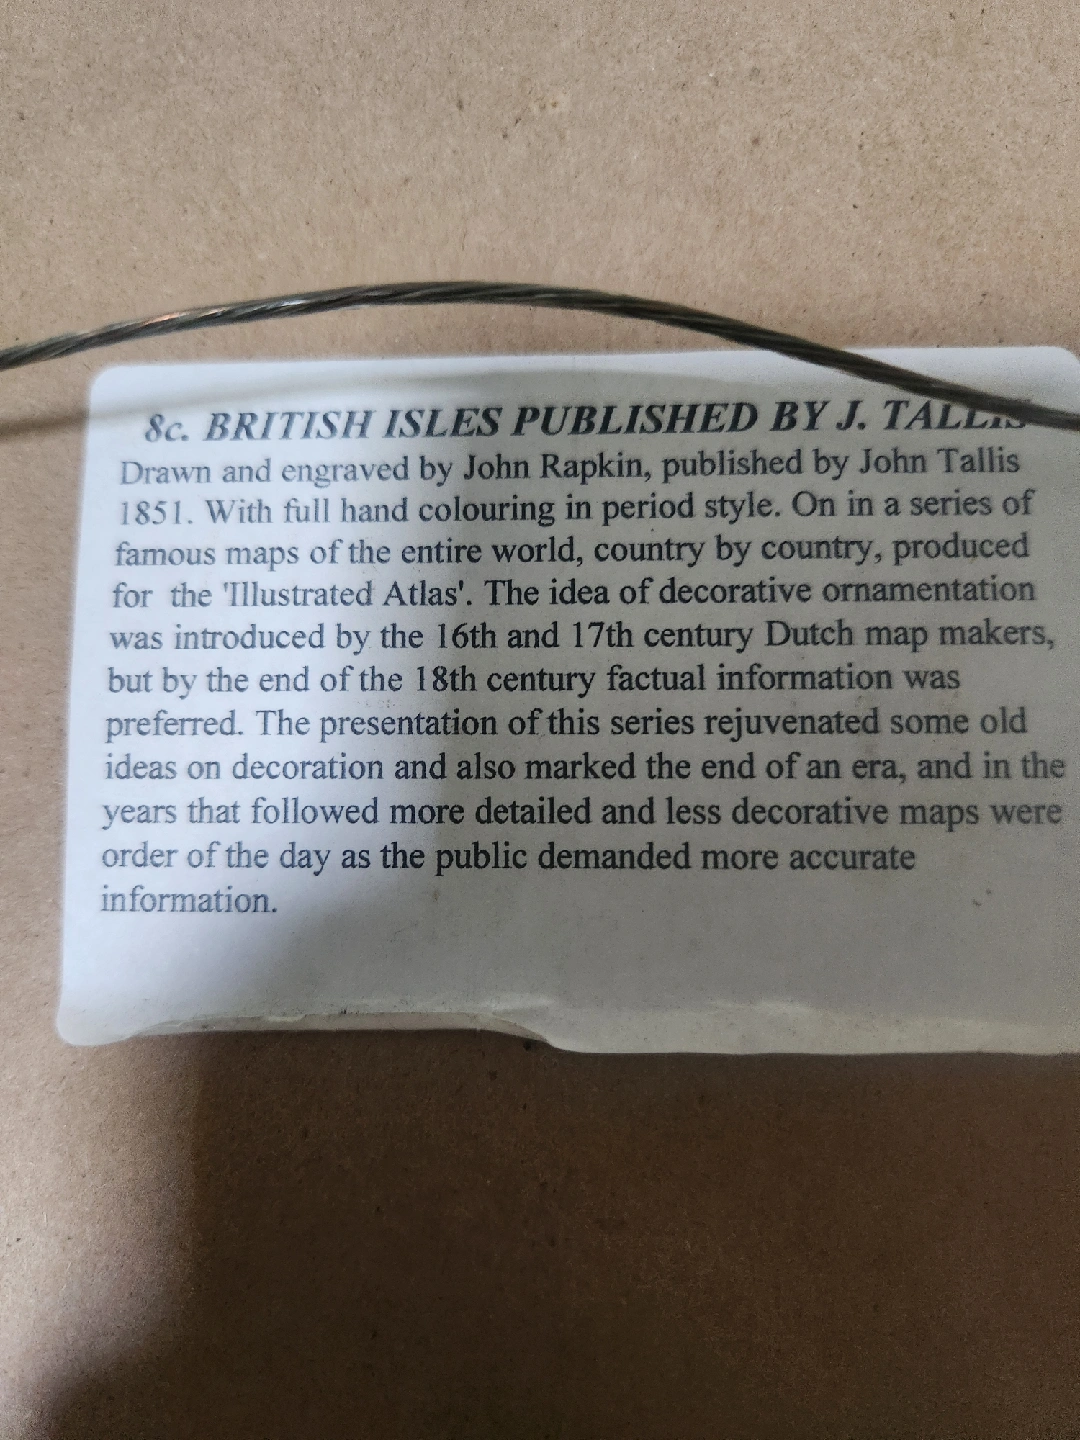 8c. BRITISH ISLES PUBLISHED BY J. TALLIS
Drawn and engraved by John Rapkin, published by John Tallis
1851. With full hand colouring in period style. On in a series of
famous maps of the entire world, country by country, produced
for the 'Illustrated Atlas'. The idea of decorative ornamentation
was introduced by the 16th and 17th century Dutch map makers,
but by the end of the 18th century factual information was
preferred. The presentation of this series rejuvenated some old
ideas on decoration and also marked the end of an era, and in the
years that followed more detailed and less decorative maps were
order of the day as the public demanded more accurate
information.